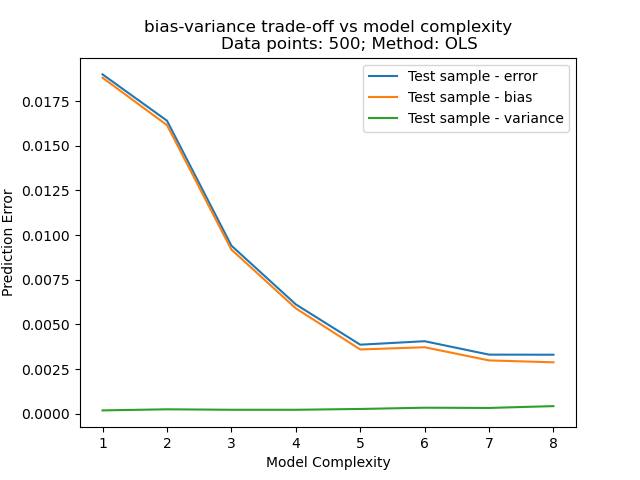 bias-variance trade-off vs model complexity
Data points: 500; Method: OLS
Test sample - error
Test sample - bias
Test sample - variance
Prediction Error
0.0175
0.0150
0.0125
0.0100
0.0075
0.0050
0.0025
0.0000
1 2 3 4 5 6 7 8
Model Complexity